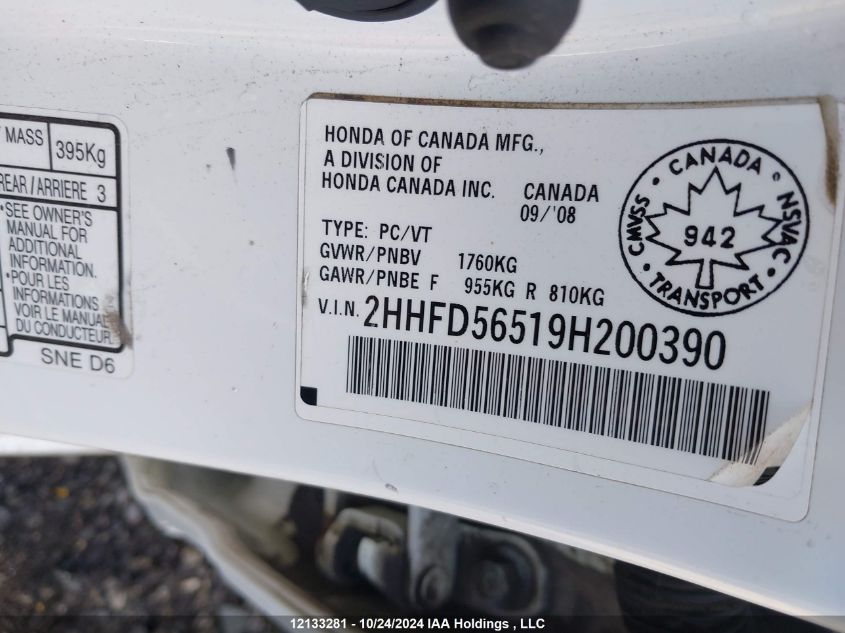 MASS 395Kg
REAR/ARRIERE 3
•SEE OWNER'S
MANUAL FOR
ADDITIONAL
INFORMATION.
•POUR LES
INFORMATIONS
VOIR LE MANUAL
DU CONDUCTEUR.
SNE D6
HONDA OF CANADA MFG.,
A DIVISION OF
HONDA CANADA INC. CANADA
09/'08
TYPE: PC/VT
GVWR/PNBV 1760KG
GAWR/PNBE F 955KG R 810KG
V.I.N. 2HHFD56519H200390
CMVSS • CANADA • NSVAC • TRANSPORT •
942
12133281 - 10/24/2024 IAA Holdings , LLC